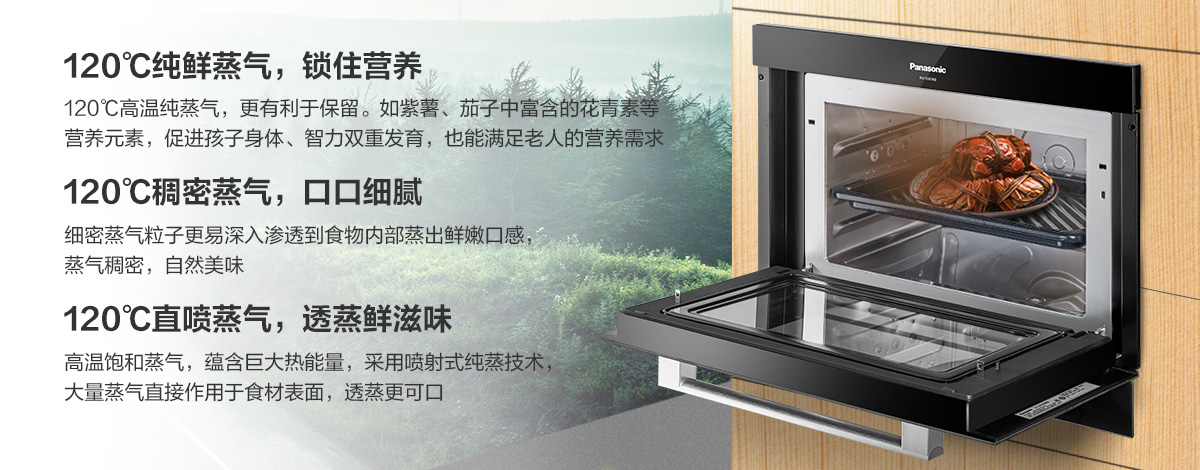 120℃纯鲜蒸气，锁住营养
120℃高温纯蒸气，更有利于保留。如紫薯、茄子中富含的花青素等
营养元素，促进孩子身体、智力双重发育，也能满足老人的营养需求
120℃稠密蒸气，口口细腻
细密蒸气粒子更易深入渗透到食物内部蒸出鲜嫩口感，
蒸气稠密，自然美味
120℃直喷蒸气，透蒸鲜滋味
高温饱和蒸气，蕴含巨大热能量，采用喷射式纯蒸技术，
大量蒸气直接作用于食材表面，透蒸更可口
Panasonic